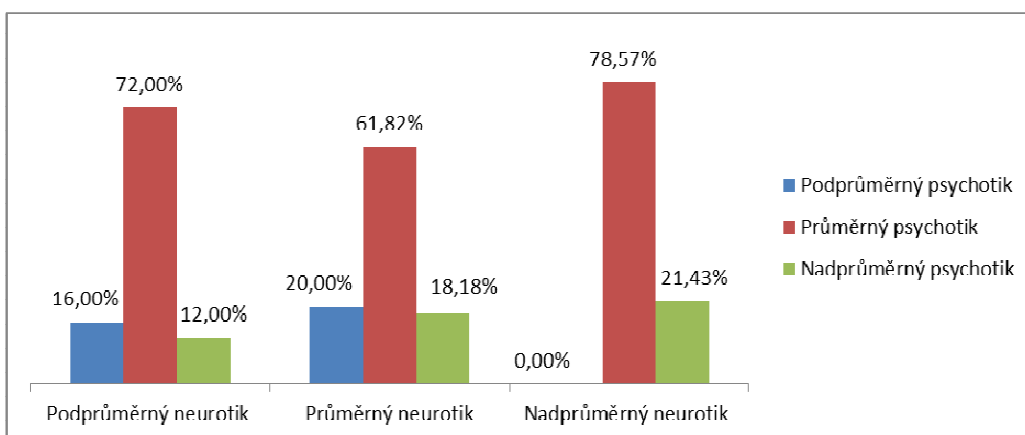 78,57%
72,00%
61,82%
Podprůměrný psychotik
Průměrný psychotik
Nadprůměrný psychotik
16,00%
12,00%
20,00%
18,18%
0,00%
21,43%
Podprůměrný neurotik
Průměrný neurotik
Nadprůměrný neurotik